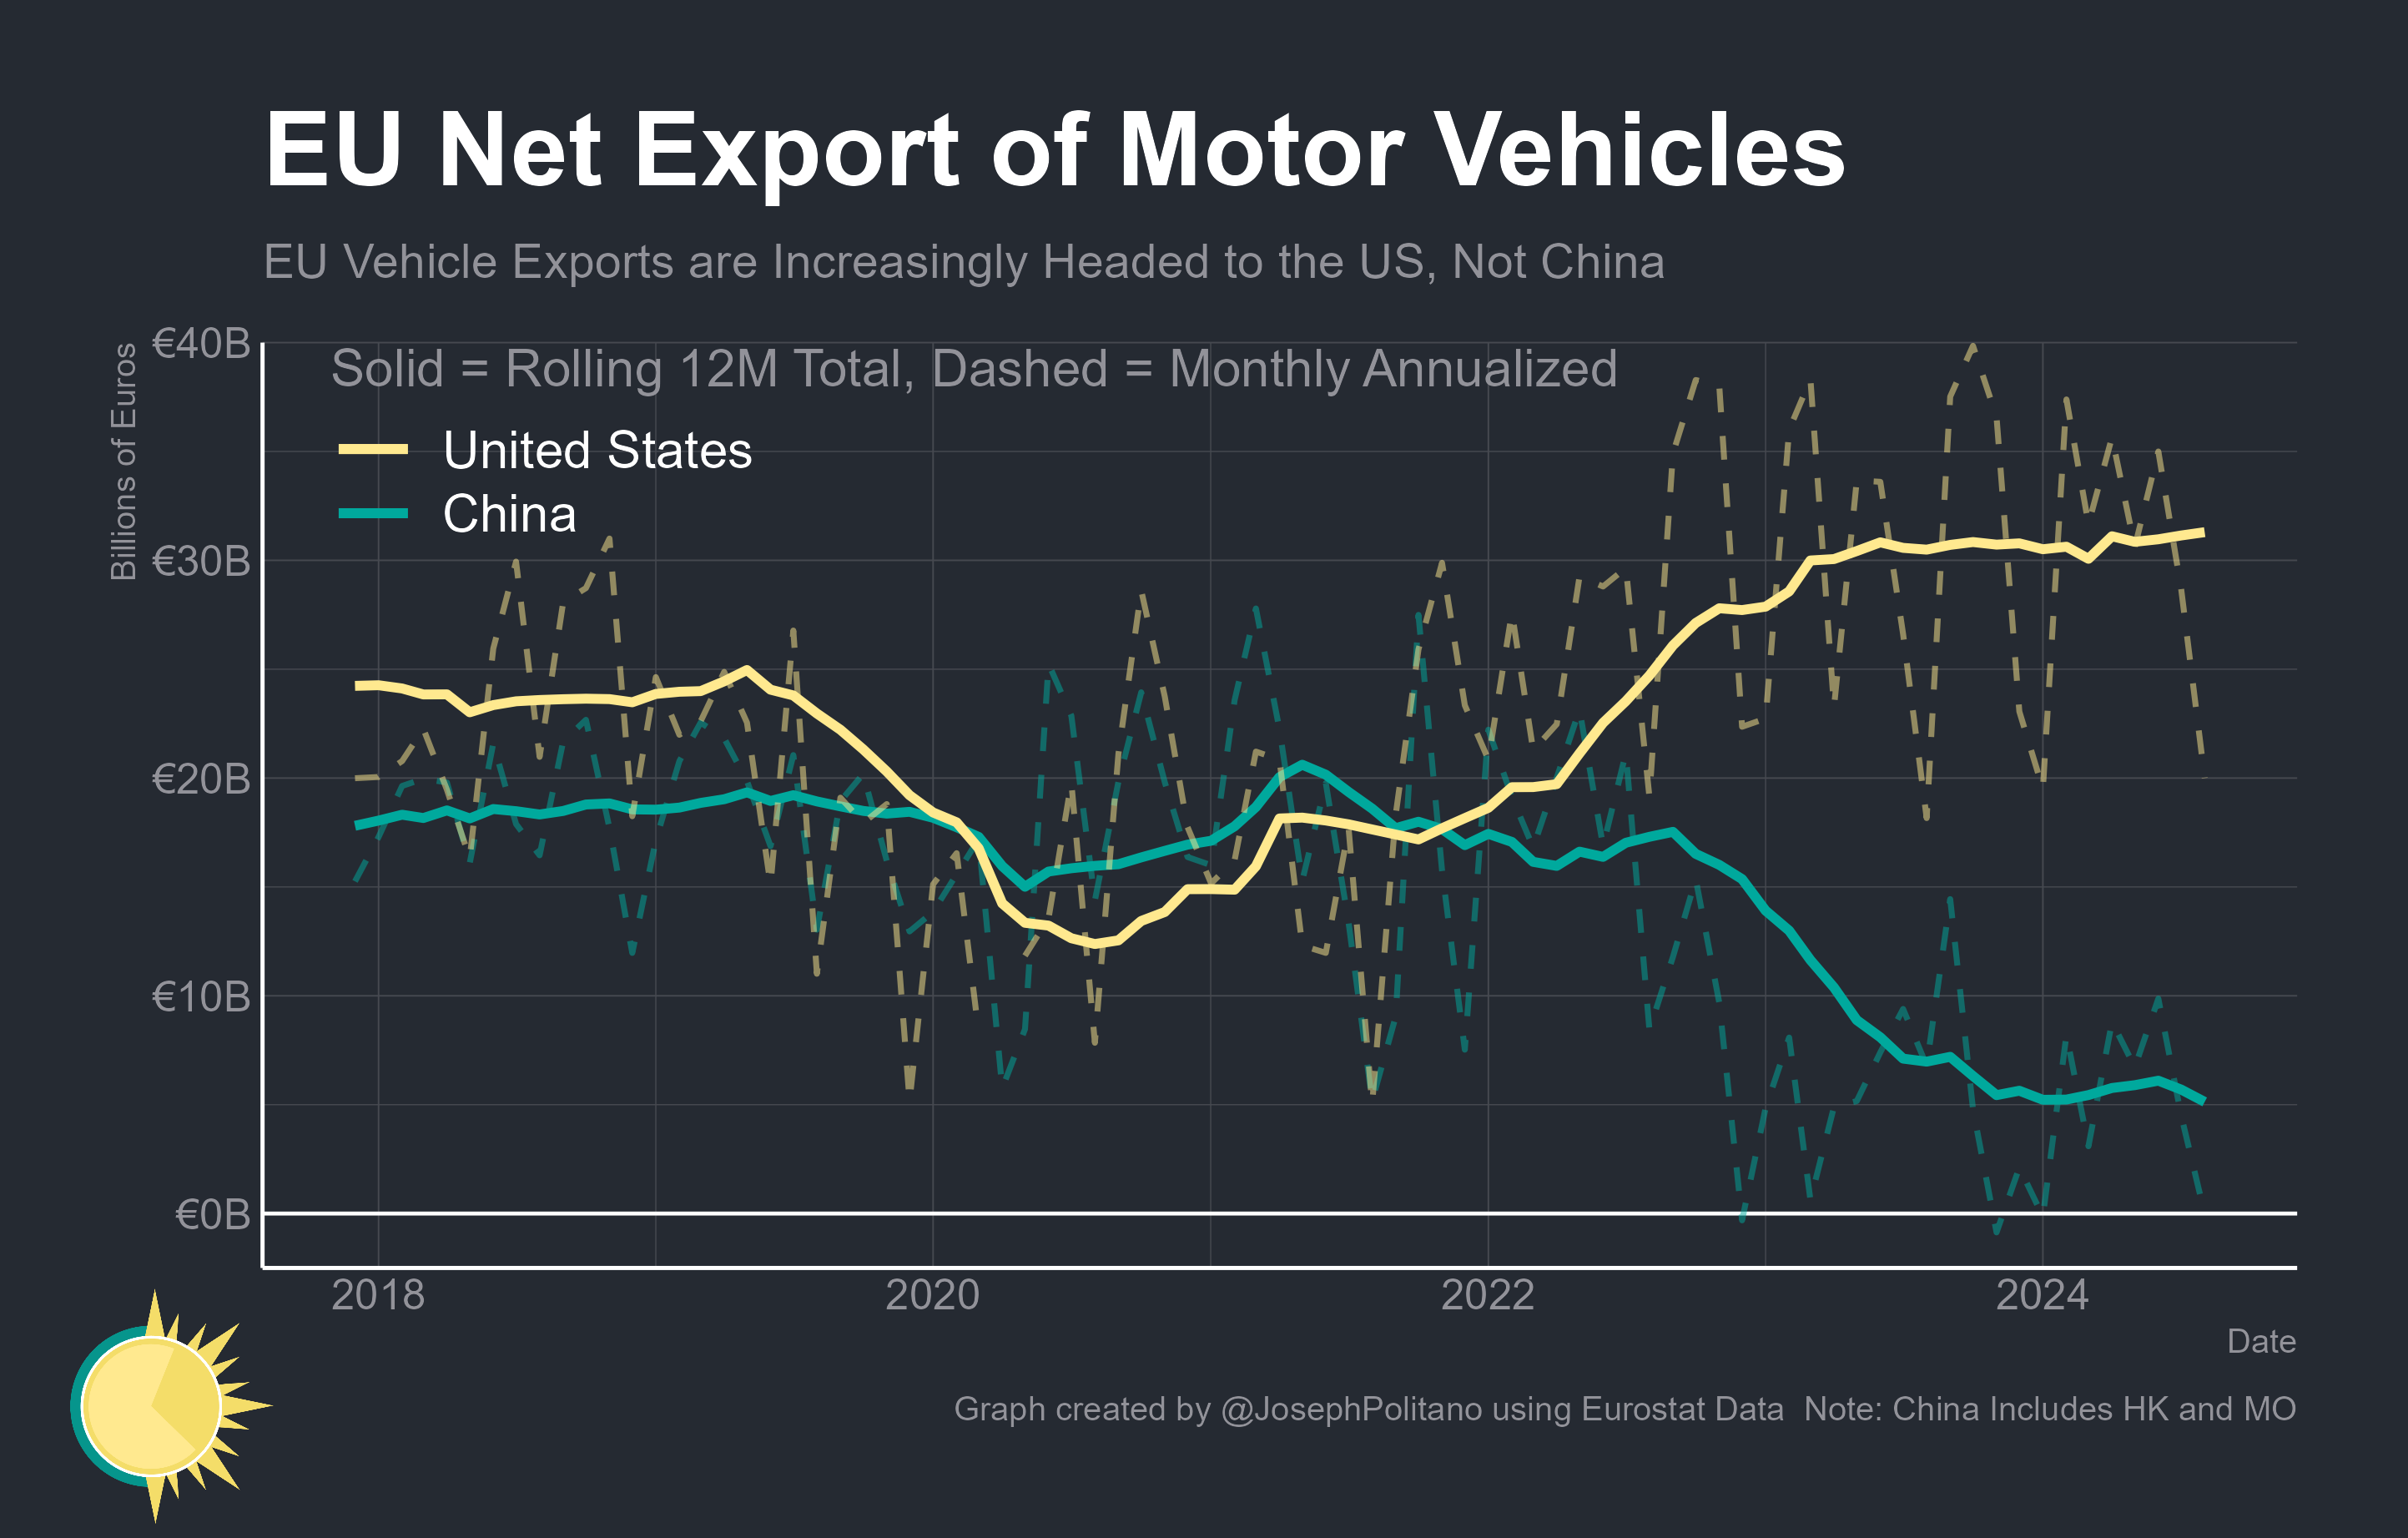 EU Net Export of Motor Vehicles
EU Vehicle Exports are Increasingly Headed to the US, Not China
Billions of Euros
€40B
€30B
€20B
€10B
€0B
Solid = Rolling 12M Total, Dashed = Monthly Annualized
United States
China
2018
2020
2022
2024
Date
Graph created by @JosephPolitano using Eurostat Data  Note: China Includes HK and MO